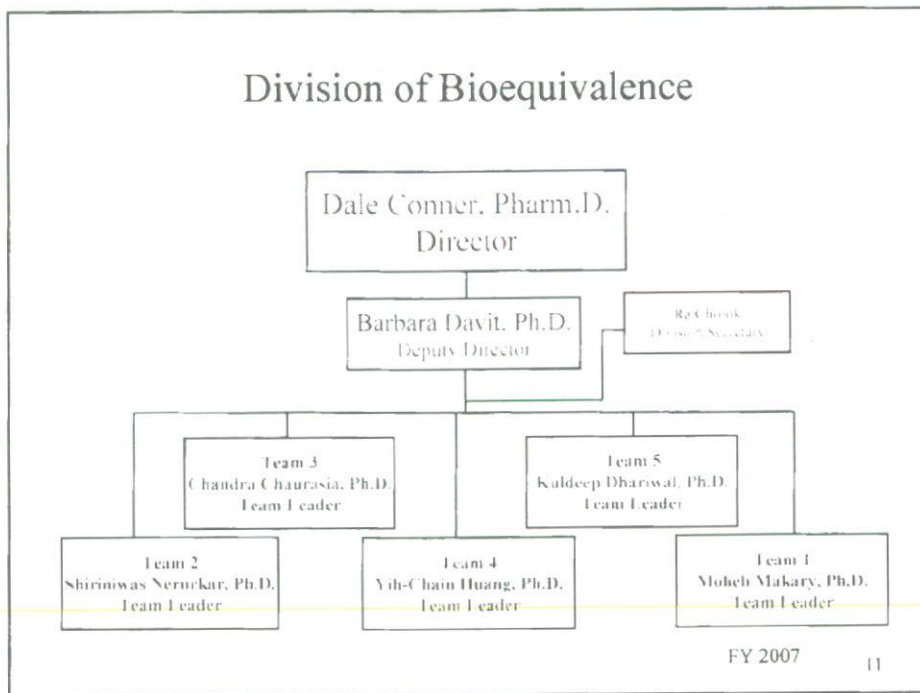 Division of Bioequivalence
Dale Conner, Pharm.D.
Director
Barbara Davit, Ph.D.
Deputy Director
Division Secretary
Team 3
Chandra Chaurasia, Ph.D.
Team Leader
Team 5
Kuldeep Dhariwal, Ph.D.
Team Leader
Team 2
Shiriniwas Nerurkar, Ph.D.
Team Leader
Team 4
Yih-Chain Huang, Ph.D.
Team Leader
Team 1
Moheb Makary, Ph.D.
Team Leader
FY 2007
11